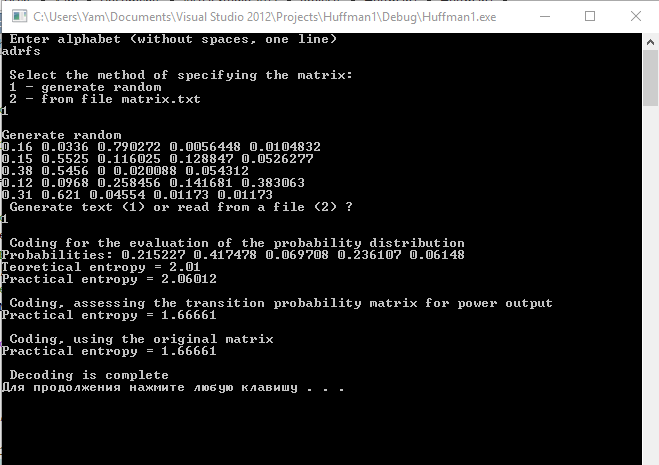 C:\Users\Yam\Documents\Visual Studio 2012\Projects\Huffman1\Debug\Huffman1.exe
Enter alphabet (without spaces, one line)
adrfs
Select the method of specifying the matrix:
1 - generate random
2 - from file matrix.txt
1
Generate random
0.16 0.0336 0.790272 0.0056448 0.0104832
0.15 0.5525 0.116025 0.128847 0.0526277
0.38 0.5456 0 0.020088 0.054312
0.12 0.0968 0.258456 0.141681 0.383063
0.31 0.621 0.04554 0.01173 0.01173
Generate text (1) or read from a file (2) ?
1
Coding for the evaluation of the probability distribution
Probabilities: 0.215227 0.417478 0.069708 0.236107 0.06148
Teoretical entropy = 2.01
Practical entropy = 2.06012
Coding, assessing the transition probability matrix for power output
Practical entropy = 1.66661
Coding, using the original matrix
Practical entropy = 1.66661
Decoding is complete
Для продолжения нажмите любую клавишу . . .